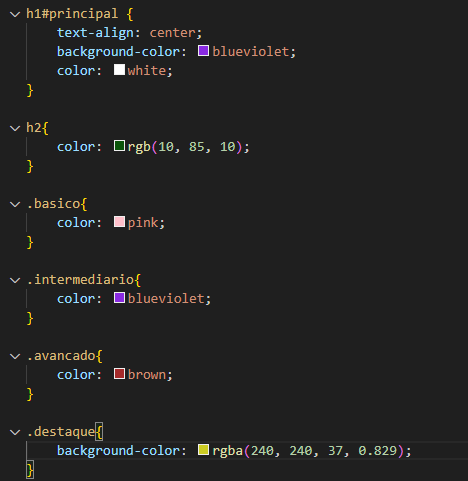 h1#principal {
text-align: center;
background-color: blueviolet;
color: white;
}
h2{
color: rgb(10, 85, 10);
}
.basico{
color: pink;
}
.intermediario{
color: blueviolet;
}
.avancado{
color: brown;
}
.destaque{
background-color: rgba(240, 240, 37, 0.829);
}